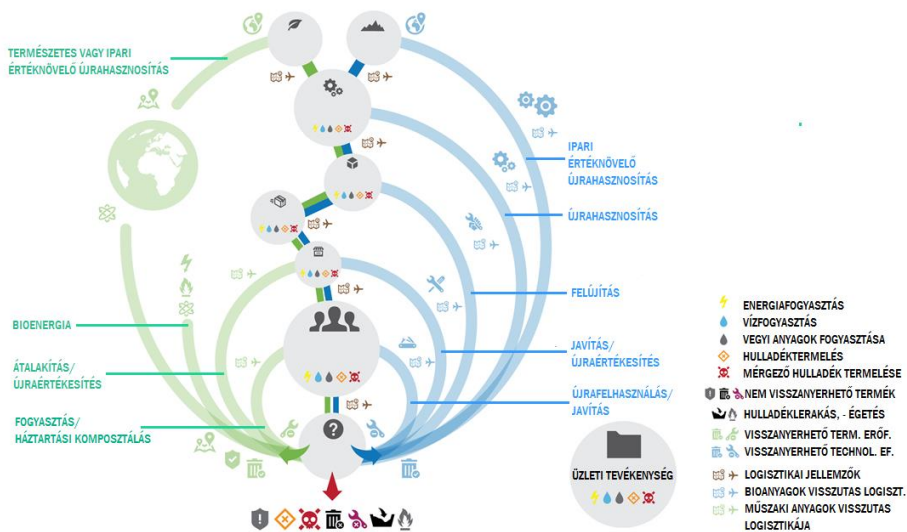 TERMÉSZETES VAGY IPARI
ÉRTÉKNÖVELŐ ÚJRAHASZNOSÍTÁS
BIOENERGIA
ÁTALAKÍTÁS/
ÚJRAÉRTÉKESÍTÉS
FOGYASZTÁS/
HÁZTARTÁSI KOMPOSZTÁLÁS
IPARI
ÉRTÉKNÖVELŐ
ÚJRAHASZNOSÍTÁS
ÚJRAHASZNOSÍTÁS
FELÚJÍTÁS
JAVÍTÁS/
ÚJRAÉRTÉKESÍTÉS
ÚJRAFELHASZNÁLÁS/
JAVÍTÁS
ÜZLETI TEVÉKENYSÉG
ENERGIAFOGYASZTÁS
VÍZFOGYASZTÁS
VEGYI ANYAGOK FOGYASZTÁSA
HULLADÉKTERMELÉS
MÉRGEZŐ HULLADÉK TERMELÉSE
NEM VISSZANYERHETŐ TERMÉK
HULLADÉKLERAKÁS, - ÉGETÉS
VISSZANYERHETŐ TERM. ERŐF.
VISSZANYERHETŐ TECHNOL. EF.
LOGISZTIKAI JELLEMZŐK
BIOANYAGOK VISSZUTAS LOGISZT.
MŰSZAKI ANYAGOK VISSZUTAS
LOGISZTIKÁJA